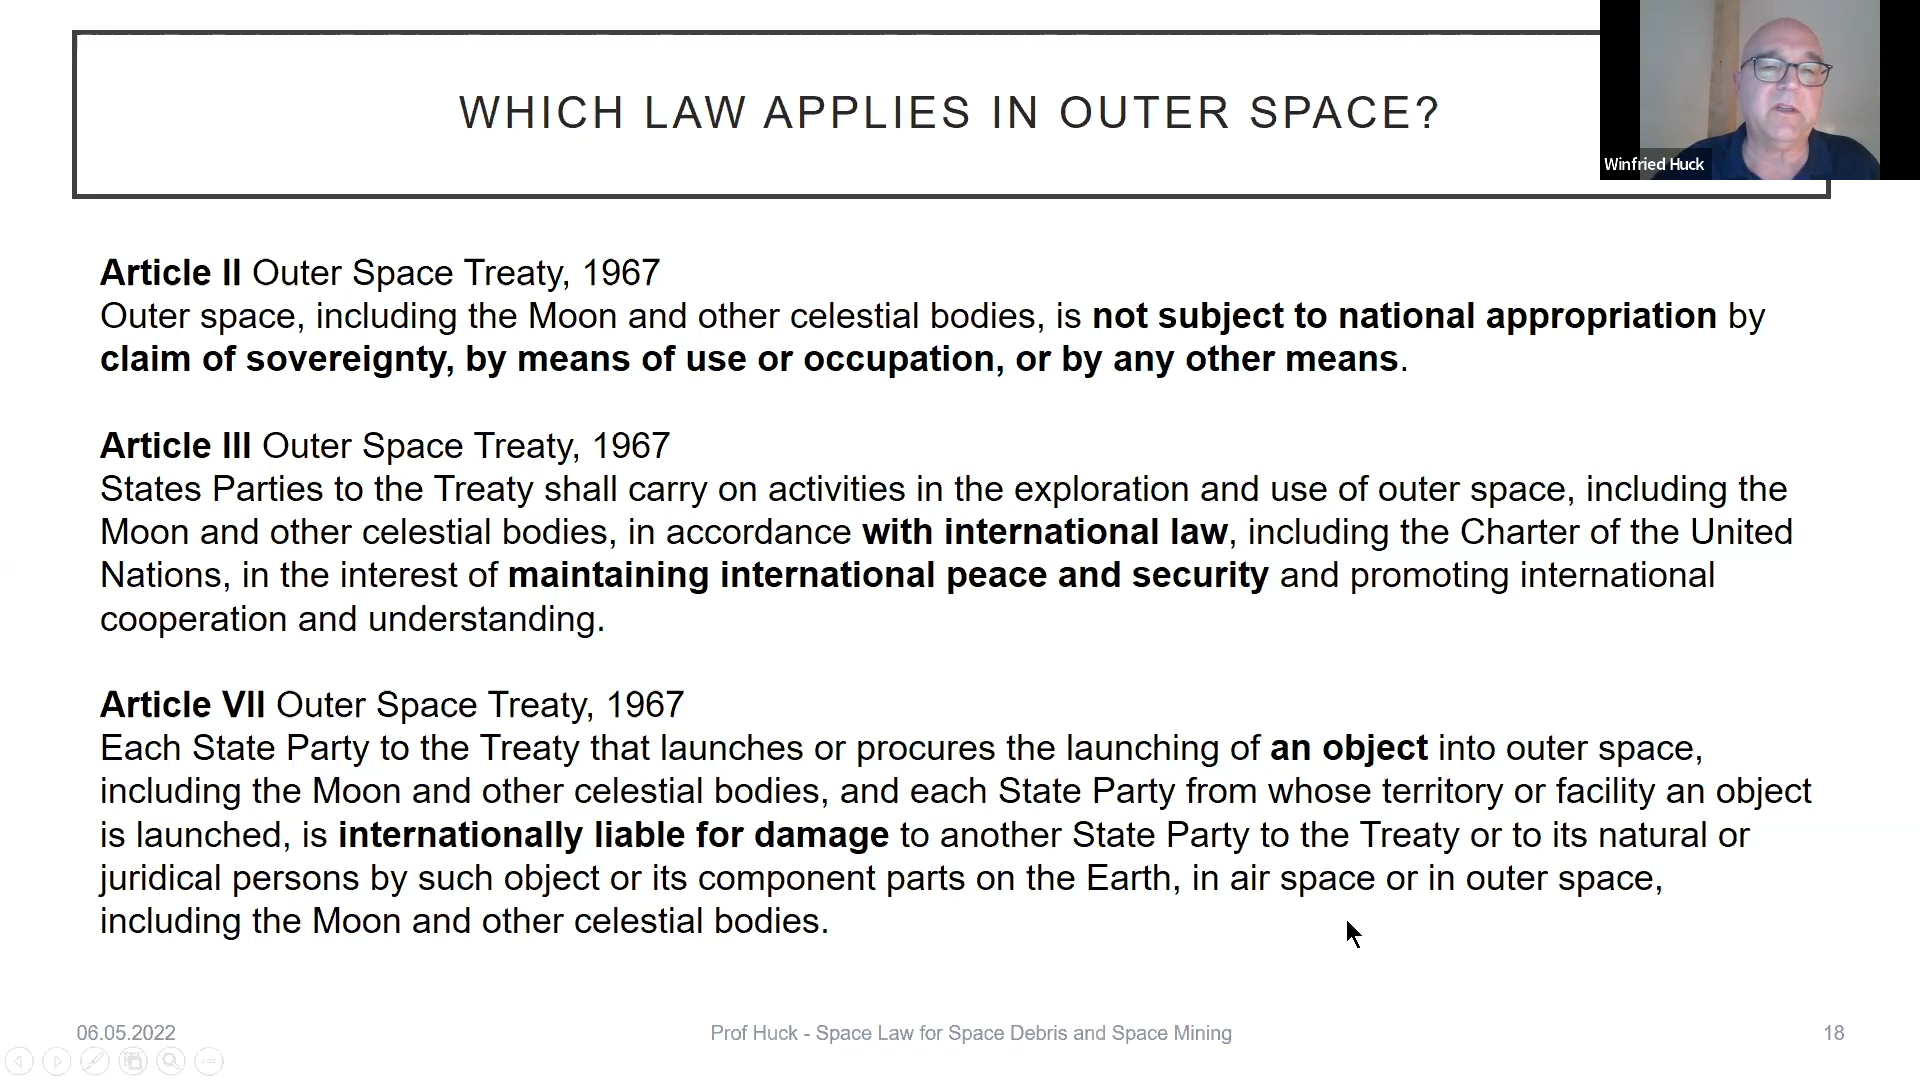 WHICH LAW APPLIES IN OUTER SPACE?
Winfried Huck
Article II Outer Space Treaty, 1967
Outer space, including the Moon and other celestial bodies, is not subject to national appropriation by
claim of sovereignty, by means of use or occupation, or by any other means.
Article III Outer Space Treaty, 1967
States Parties to the Treaty shall carry on activities in the exploration and use of outer space, including the
Moon and other celestial bodies, in accordance with international law, including the Charter of the United
Nations, in the interest of maintaining international peace and security and promoting international
cooperation and understanding.
Article VII Outer Space Treaty, 1967
Each State Party to the Treaty that launches or procures the launching of an object into outer space,
including the Moon and other celestial bodies, and each State Party from whose territory or facility an object
is launched, is internationally liable for damage to another State Party to the Treaty or to its natural or
juridical persons by such object or its component parts on the Earth, in air space or in outer space,
including the Moon and other celestial bodies.
06.05.2022
Prof Huck - Space Law for Space Debris and Space Mining
18